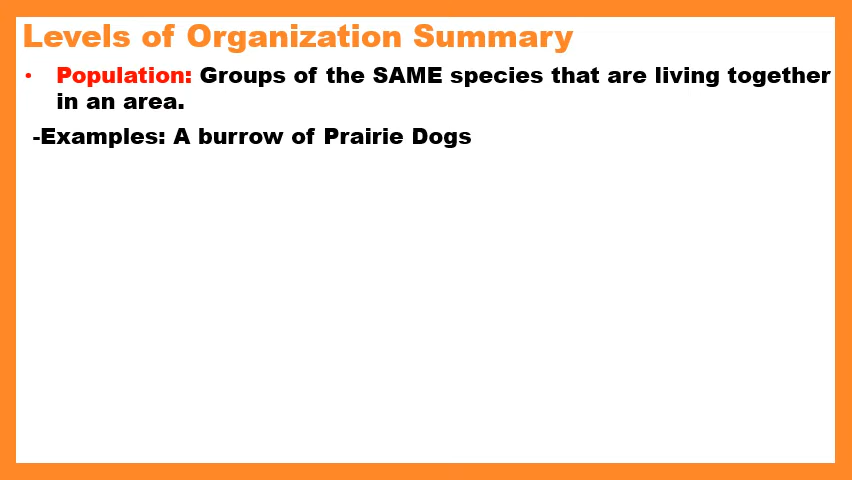 Levels of Organization Summary
• Population: Groups of the SAME species that are living together
in an area.
-Examples: A burrow of Prairie Dogs